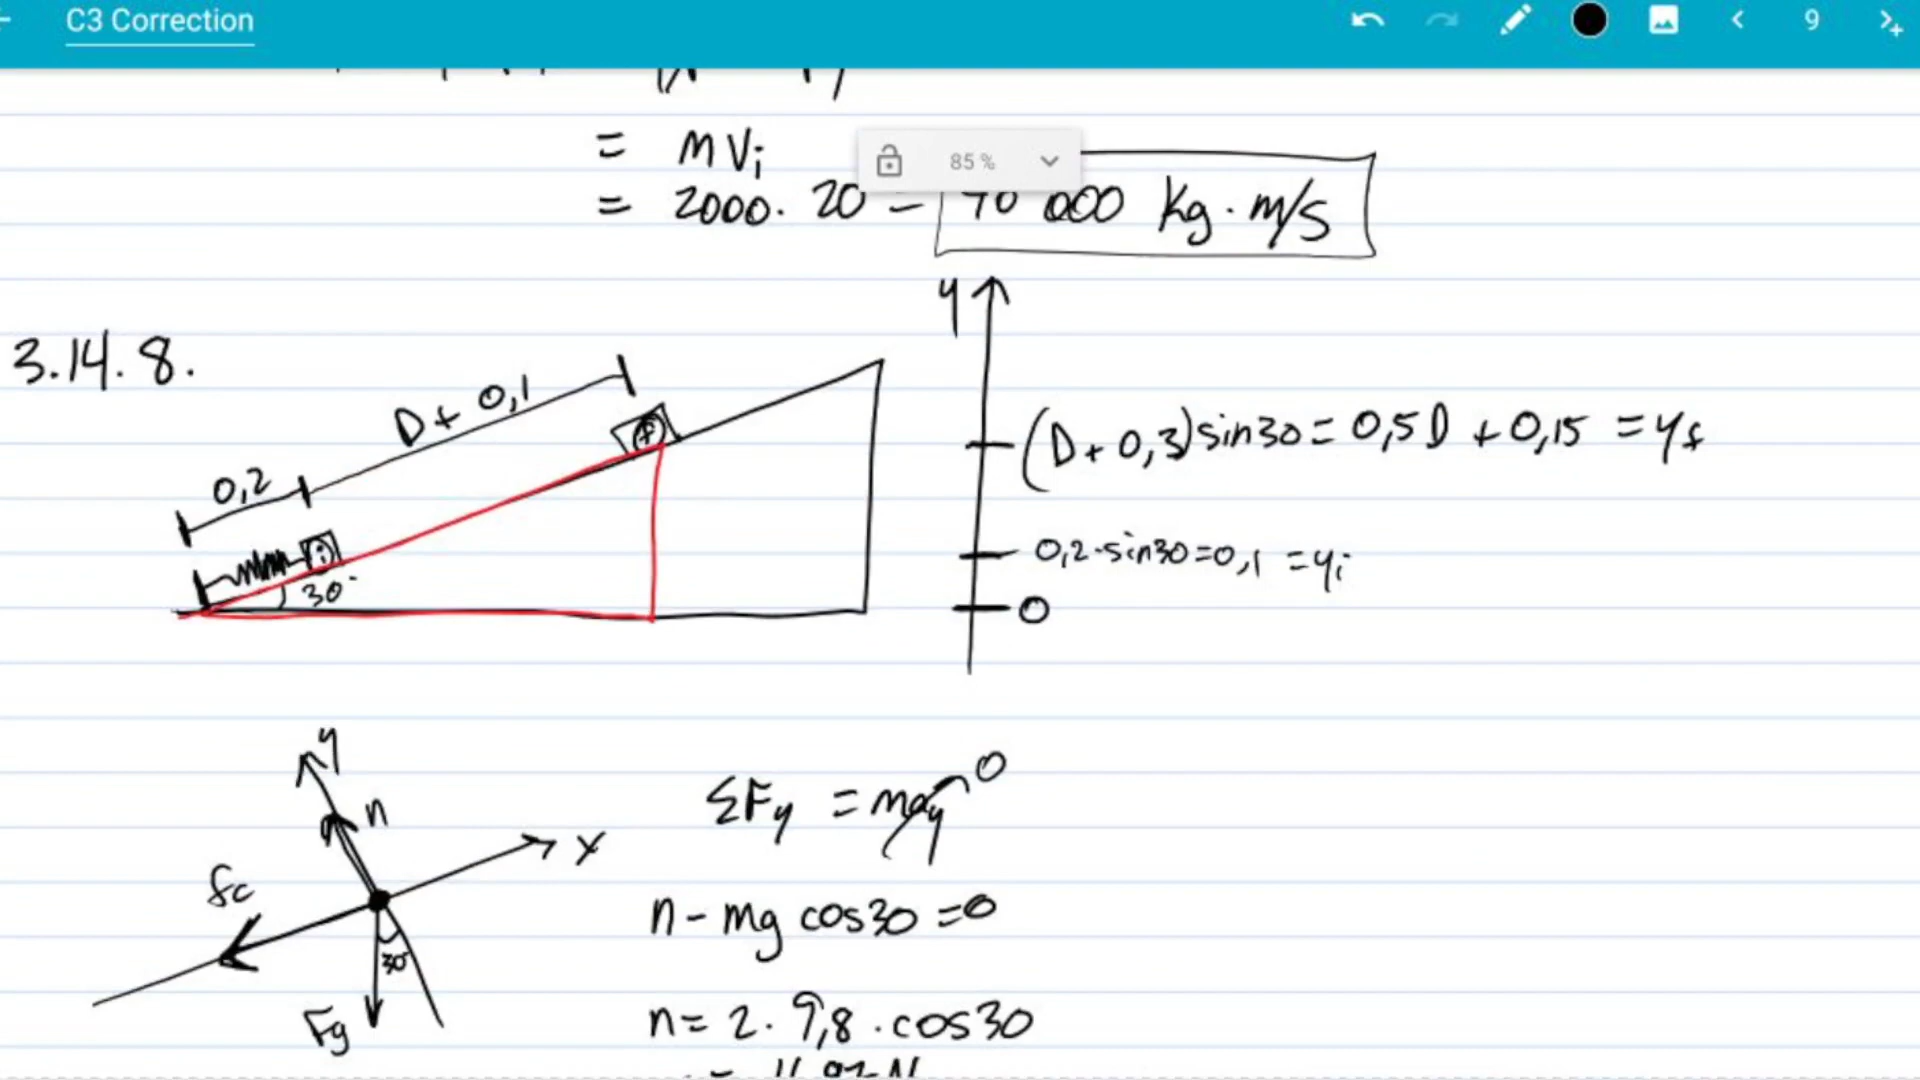 C3 Correction
9
85 %
= mVi
= 2000. 20 = 40 000 kg·m/s
y
3.14.8.
D + 0,1
0,2
f
i
30°
(D + 0,3)sin30 = 0,5D + 0,15 = yf
0,2·sin30=0,1 = yi
0
y
n
x
fc
30°
Fg
ΣFy = may 0
n - mg cos30 = 0
n = 2 · 9,8 · cos30